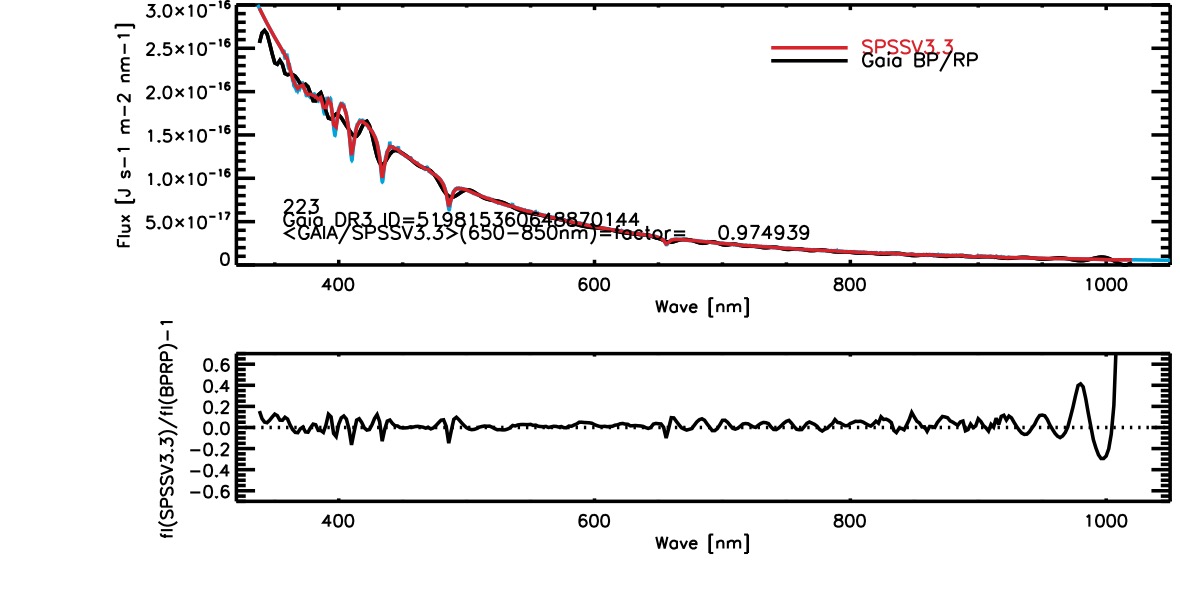 3.0×10−16
2.5×10−16
2.0×10−16
1.5×10−16
1.0×10−16
5.0×10−17
0
Flux [J s−1 m−2 nm−1]
SPSSV3.3
Gaia BP/RP
223
Gaia DR3 ID=519815360648870144
<GAIA/SPSSV3.3>(650−850nm)=factor= 0.974939
400 600 800 1000
Wave [nm]
fl(SPSSV3.3)/fl(BPRP)−1
0.6
0.4
0.2
0.0
−0.2
−0.4
−0.6
400 600 800 1000
Wave [nm]